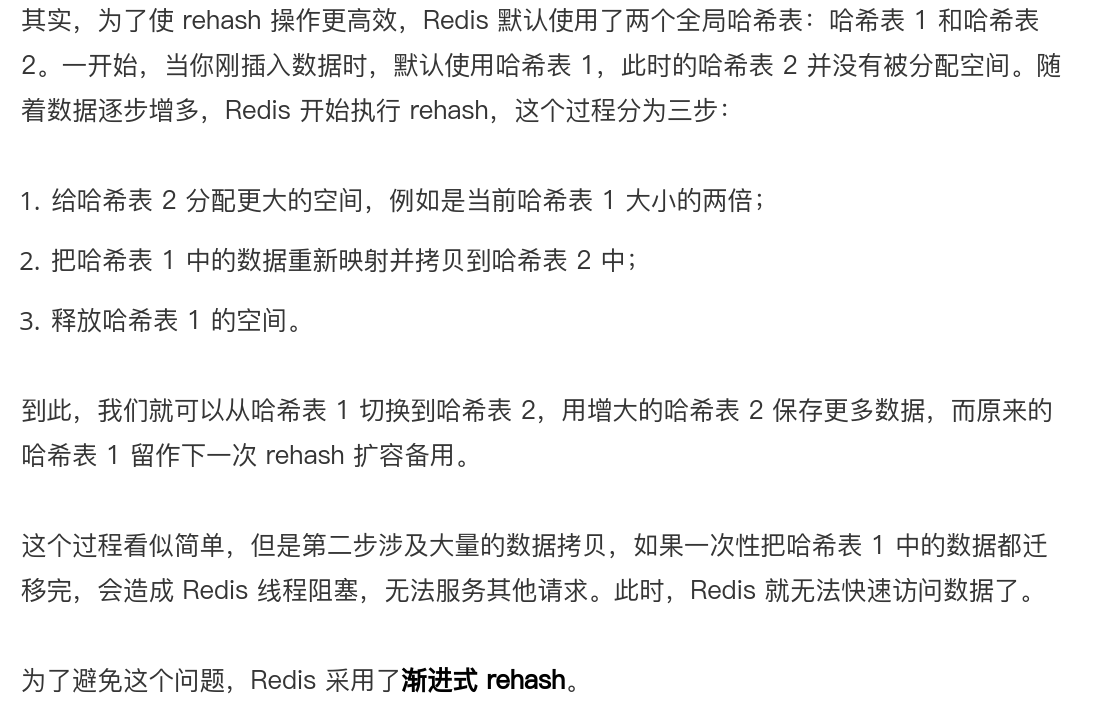 其实，为了使 rehash 操作更高效，Redis 默认使用了两个全局哈希表：哈希表 1 和哈希表
2。一开始，当你刚插入数据时，默认使用哈希表 1，此时的哈希表 2 并没有被分配空间。随
着数据逐步增多，Redis 开始执行 rehash，这个过程分为三步：
1. 给哈希表 2 分配更大的空间，例如是当前哈希表 1 大小的两倍；
2. 把哈希表 1 中的数据重新映射并拷贝到哈希表 2 中；
3. 释放哈希表 1 的空间。
到此，我们就可以从哈希表 1 切换到哈希表 2，用增大的哈希表 2 保存更多数据，而原来的
哈希表 1 留作下一次 rehash 扩容备用。
这个过程看似简单，但是第二步涉及大量的数据拷贝，如果一次性把哈希表 1 中的数据都迁
移完，会造成 Redis 线程阻塞，无法服务其他请求。此时，Redis 就无法快速访问数据了。
为了避免这个问题，Redis 采用了渐进式 rehash。